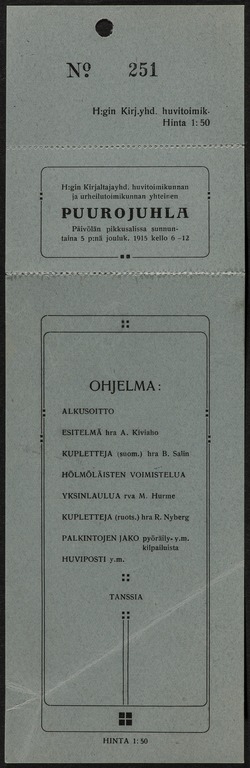 Nº 251
H:gin Kirj.yhd. huvitoimik.
Hinta 1:50
H:gin Kirjaltajayhd. huvitoimikunnan
ja urheilutoimikunnan yhteinen
PUUROJUHLA
Päivölän pikkusalissa sunnun-
taina 5 p:nä jouluk. 1915 kello 6-12
OHJELMA:
ALKUSOITTO
ESITELMÄ hra A. Kiviaho
KUPLETTEJA (suom.) hra B. Salin
HÖLMÖLÄISTEN VOIMISTELUA
YKSINLAULUA rva M. Hurme
KUPLETTEJA (ruots.) hra R. Nyberg
PALKINTOJEN JAKO pyöräily- y.m.
kilpailuista
HUVIPOSTI y.m.
TANSSIA
HINTA 1:50